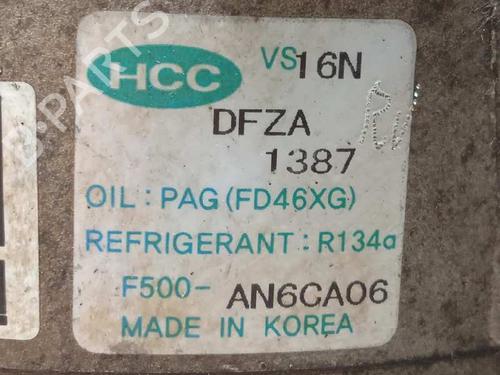 HCC
VS16N
DFZA
1387
OIL : PAG (FD46XG)
REFRIGERANT : R134a
F500- AN6CA06
MADE IN KOREA